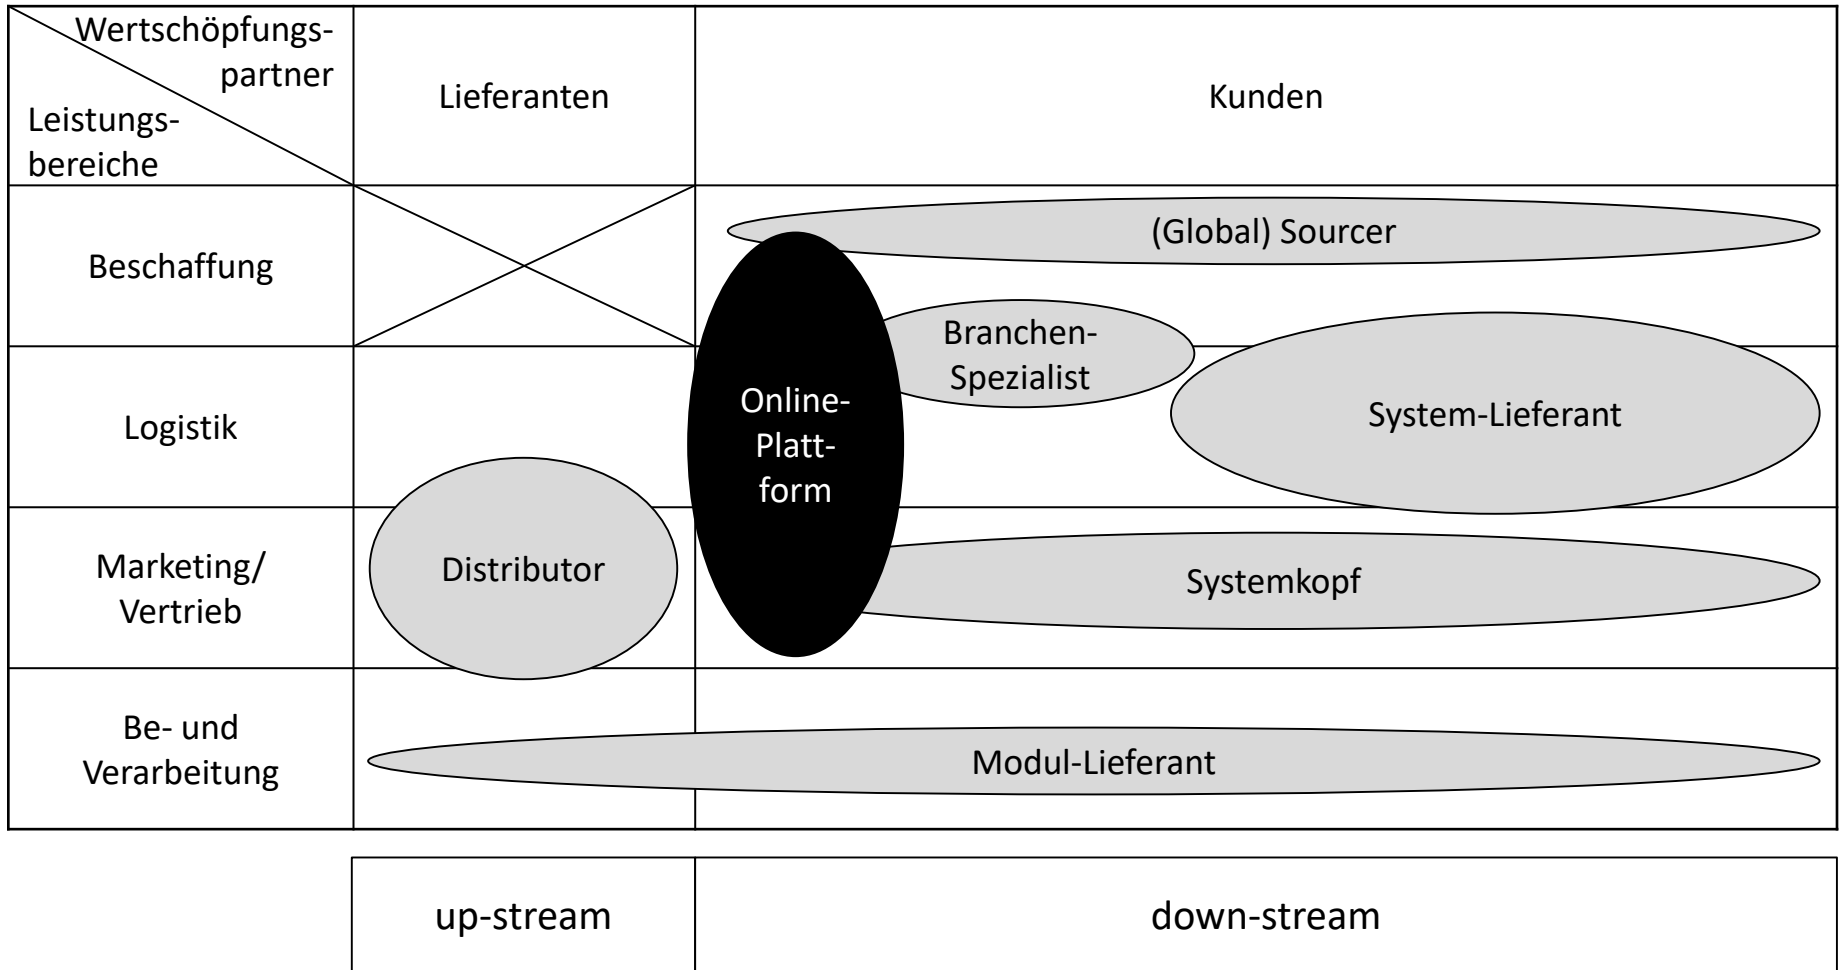 Wertschöpfungs-
partner
Leistungs-
bereiche
Lieferanten
Kunden
Beschaffung
(Global) Sourcer
Branchen-
Spezialist
Logistik
Online-
Platt-
form
System-Lieferant
Marketing/
Vertrieb
Distributor
Systemkopf
Be- und
Verarbeitung
Modul-Lieferant
up-stream
down-stream